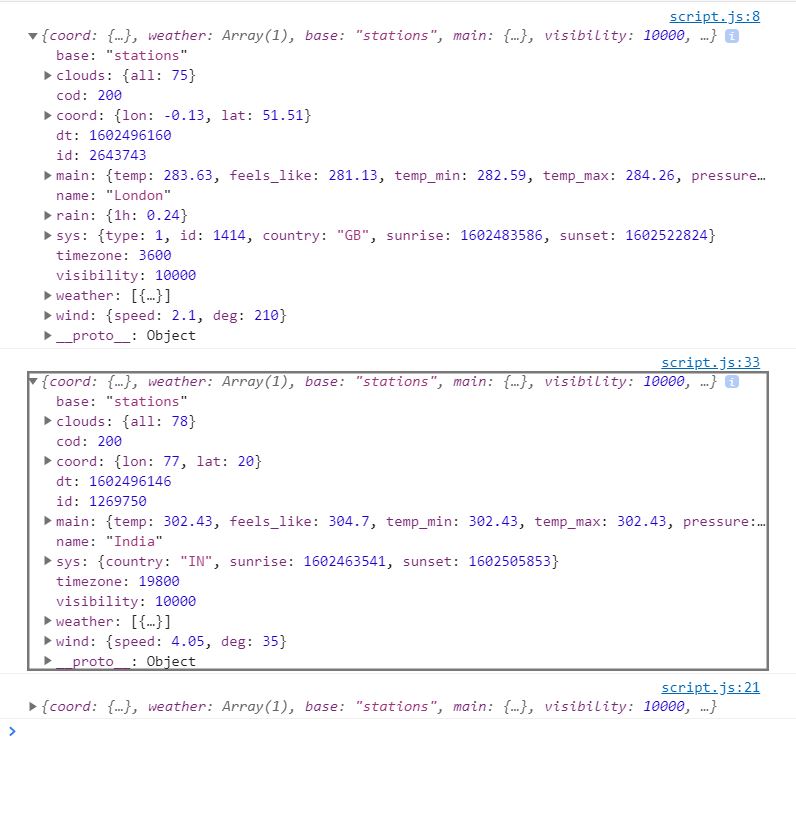 script.js:8
▼{coord: {…}, weather: Array(1), base: "stations", main: {…}, visibility: 10000, …} i
base: "stations"
▶clouds: {all: 75}
cod: 200
▶coord: {lon: -0.13, lat: 51.51}
dt: 1602496160
id: 2643743
▶main: {temp: 283.63, feels_like: 281.13, temp_min: 282.59, temp_max: 284.26, pressure…
name: "London"
▶rain: {1h: 0.24}
▶sys: {type: 1, id: 1414, country: "GB", sunrise: 1602483586, sunset: 1602522824}
timezone: 3600
visibility: 10000
▶weather: [{…}]
▶wind: {speed: 2.1, deg: 210}
▶__proto__: Object
script.js:33
▼{coord: {…}, weather: Array(1), base: "stations", main: {…}, visibility: 10000, …} i
base: "stations"
▶clouds: {all: 78}
cod: 200
▶coord: {lon: 77, lat: 20}
dt: 1602496146
id: 1269750
▶main: {temp: 302.43, feels_like: 304.7, temp_min: 302.43, temp_max: 302.43, pressure:…
name: "India"
▶sys: {country: "IN", sunrise: 1602463541, sunset: 1602505853}
timezone: 19800
visibility: 10000
▶weather: [{…}]
▶wind: {speed: 4.05, deg: 35}
▶__proto__: Object
script.js:21
▶{coord: {…}, weather: Array(1), base: "stations", main: {…}, visibility: 10000, …}
>